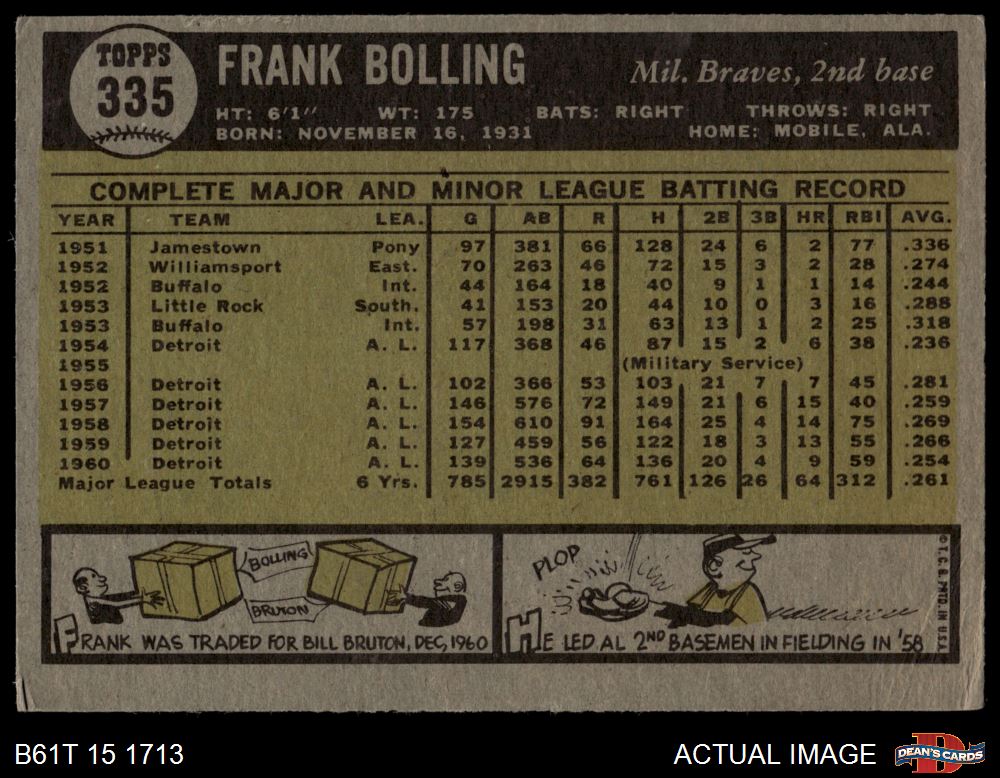 TOPPS
335
FRANK BOLLING
Mil. Braves, 2nd base
HT: 6'1" WT: 175 BATS: RIGHT THROWS: RIGHT
BORN: NOVEMBER 16, 1931 HOME: MOBILE, ALA.
COMPLETE MAJOR AND MINOR LEAGUE BATTING RECORD
YEAR TEAM LEA. G AB R H 2B 3B HR RBI AVG.
1951 Jamestown Pony 97 381 66 128 24 6 2 77 .336
1952 Williamsport East. 70 263 46 72 15 3 2 28 .274
1952 Buffalo Int. 44 164 18 40 9 1 1 14 .244
1953 Little Rock South. 41 153 20 44 10 0 3 16 .288
1953 Buffalo Int. 57 198 31 63 13 1 2 25 .318
1954 Detroit A. L. 117 368 46 87 15 2 6 38 .236
1955 (Military Service)
1956 Detroit A. L. 102 366 53 103 21 7 7 45 .281
1957 Detroit A. L. 146 576 72 149 21 6 15 40 .259
1958 Detroit A. L. 154 610 91 164 25 4 14 75 .269
1959 Detroit A. L. 127 459 56 122 18 3 13 55 .266
1960 Detroit A. L. 139 536 64 136 20 4 9 59 .254
Major League Totals 6 Yrs. 785 2915 382 761 126 26 64 312 .261
BOLLING
BRUTON
FRANK WAS TRADED FOR BILL BRUTON, DEC, 1960
PLOP
HE LED AL 2ND BASEMEN IN FIELDING IN '58
© T.C.G. PRTD. IN U.S.A.
B61T 15 1713
ACTUAL IMAGE
D
DEAN'S CARDS